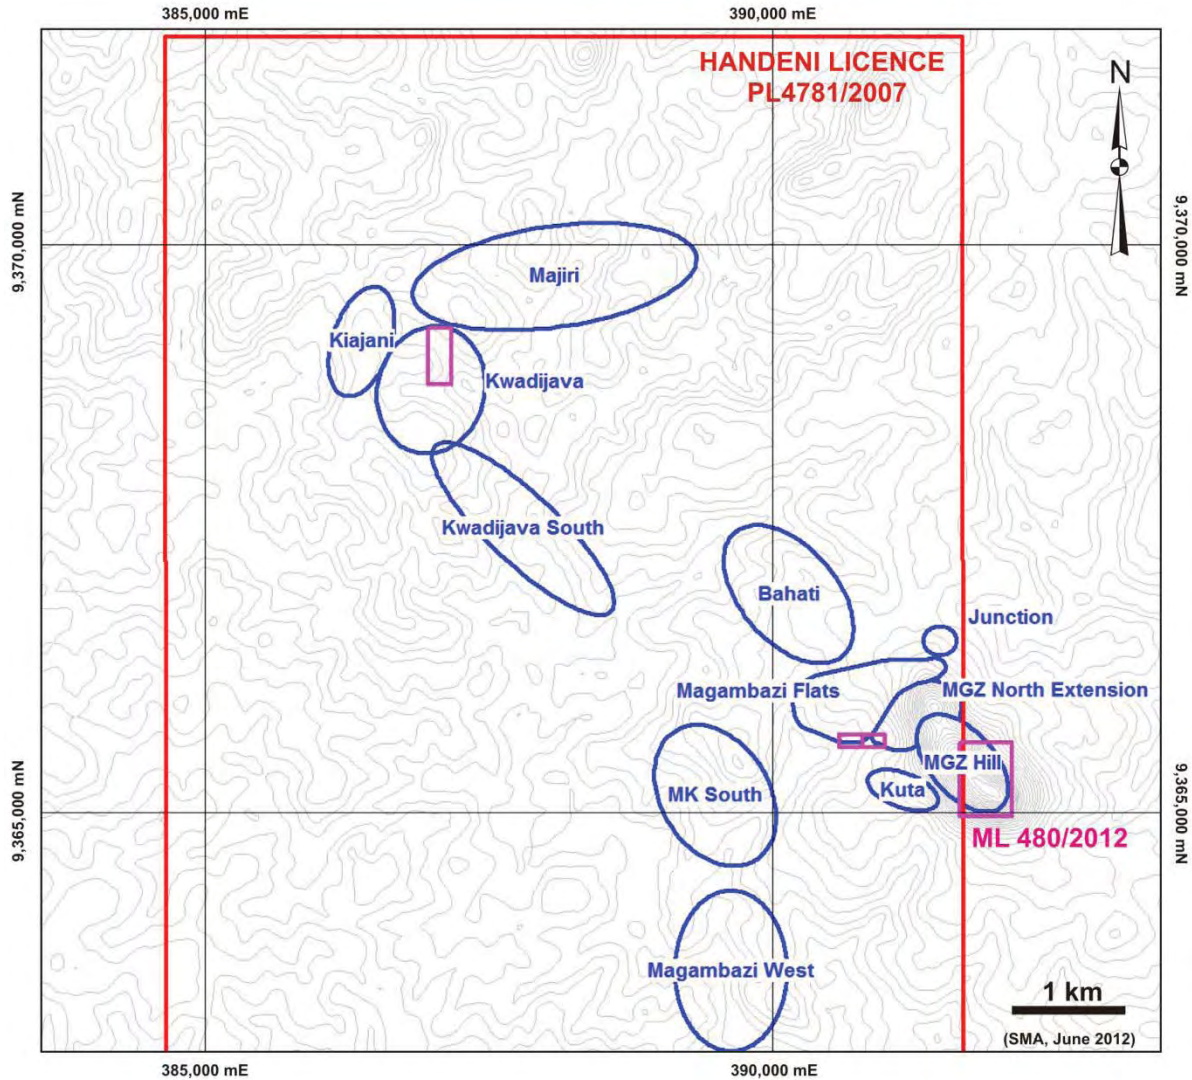 385,000 mE
390,000 mE
HANDENI LICENCE
PL4781/2007
N
9,370,000 mN
9,370,000 mN
Majiri
Kiajani
Kwadijava
Kwadijava South
Bahati
Junction
Magambazi Flats
MGZ North Extension
MGZ Hill
Kuta
MK South
9,365,000 mN
9,365,000 mN
ML 480/2012
Magambazi West
1 km
(SMA, June 2012)
385,000 mE
390,000 mE